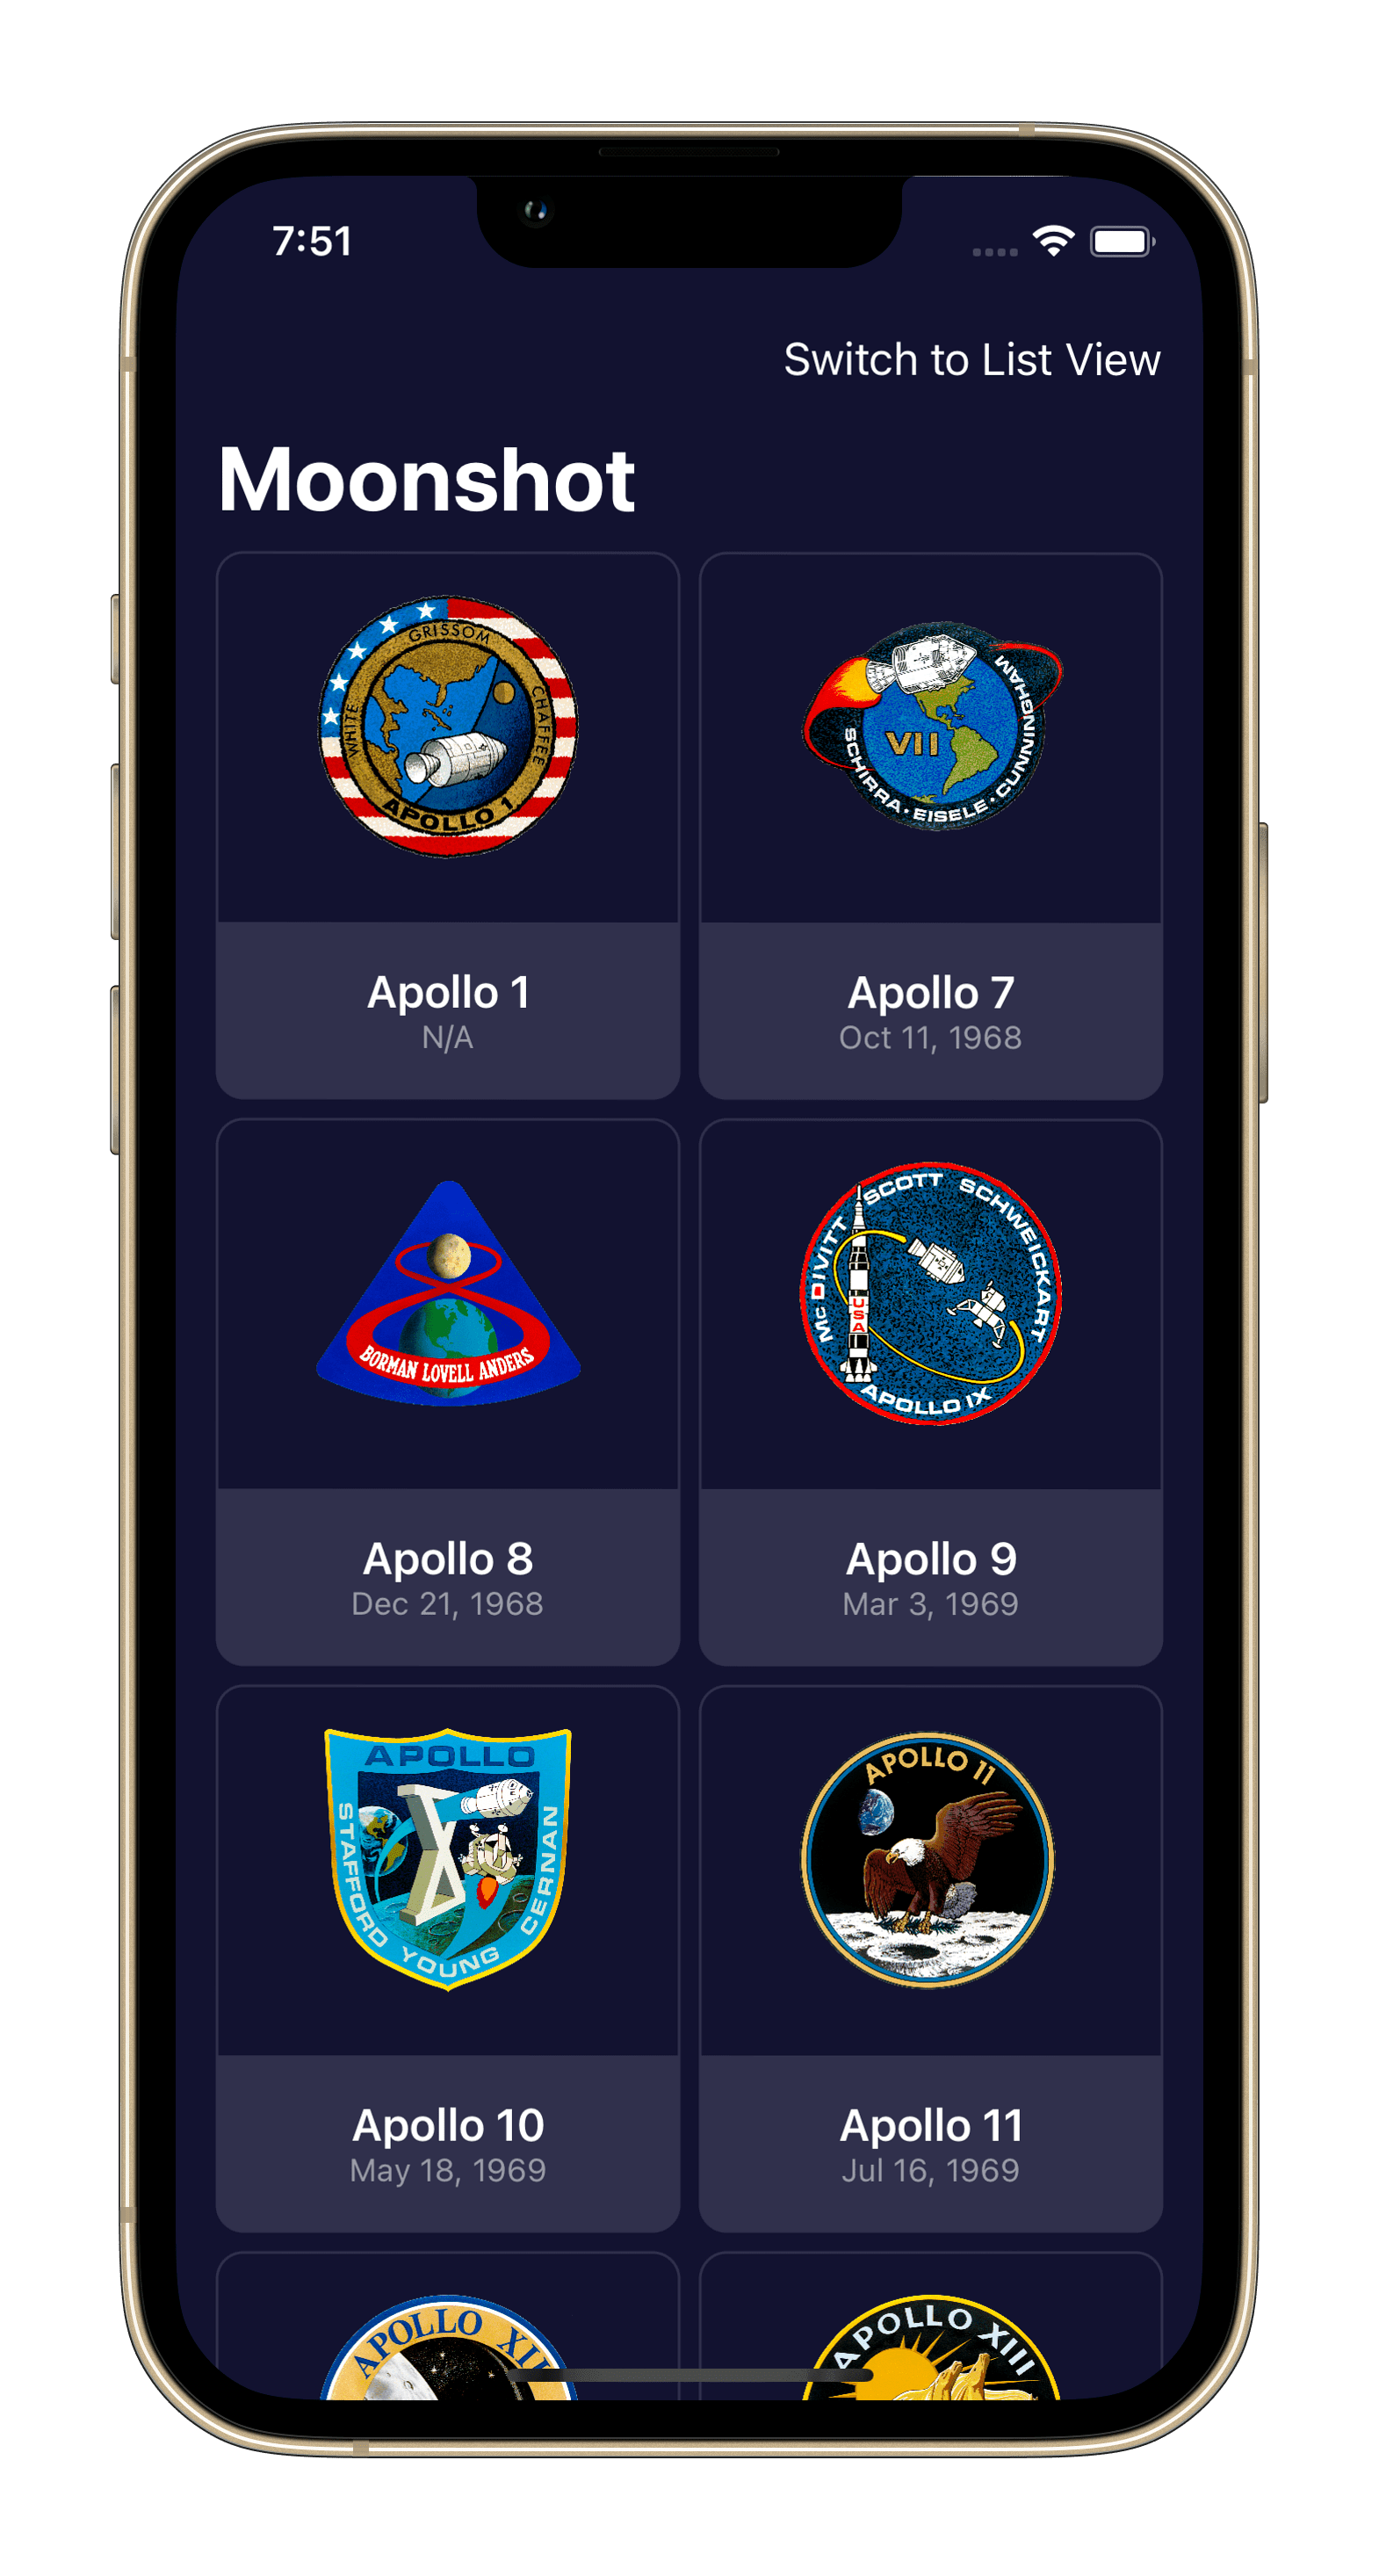 7:51
Switch to List View
Moonshot
GRISSOM
WHITE
CHAFFEE
APOLLO 1
VII
SCHIRRA · EISELE · CUNNINGHAM
Apollo 1
N/A
Apollo 7
Oct 11, 1968
BORMAN LOVELL ANDERS
Mc DIVITT SCOTT SCHWEICKART
USA
APOLLO IX
Apollo 8
Dec 21, 1968
Apollo 9
Mar 3, 1969
APOLLO
X
STAFFORD YOUNG CERNAN
APOLLO 11
Apollo 10
May 18, 1969
Apollo 11
Jul 16, 1969
APOLLO XII
APOLLO XIII